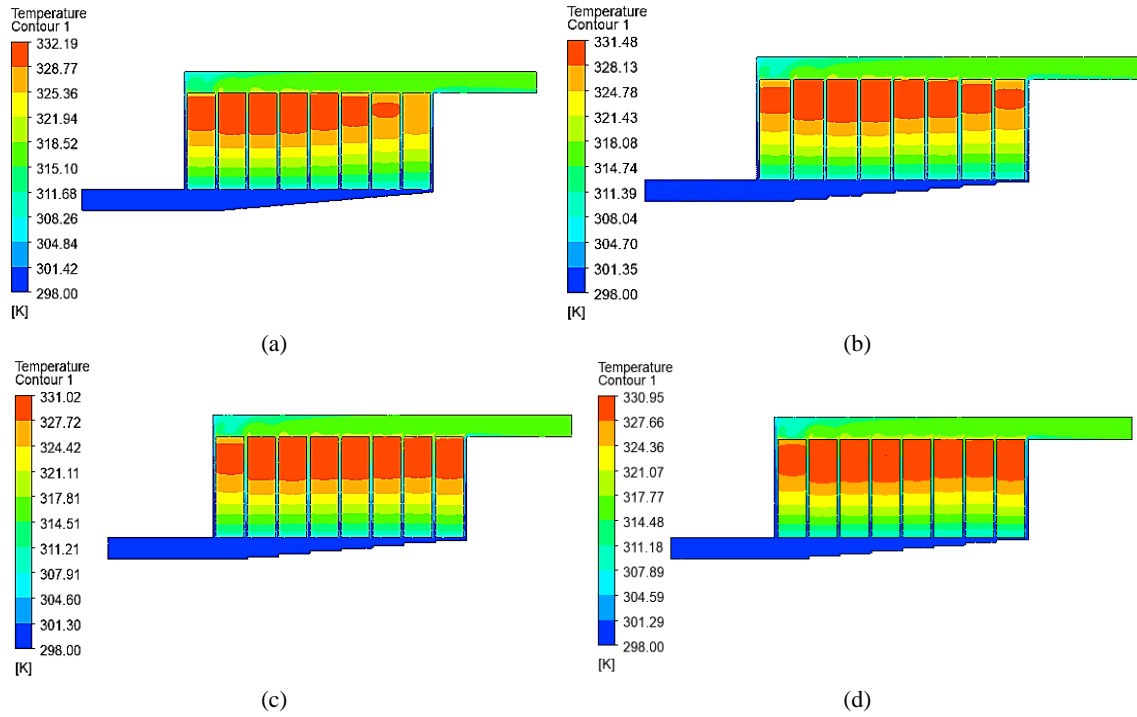 Temperature
Contour 1
332.19
328.77
325.36
321.94
318.52
315.10
311.68
308.26
304.84
301.42
298.00
[K]
(a)
Temperature
Contour 1
331.48
328.13
324.78
321.43
318.08
314.74
311.39
308.04
304.70
301.35
298.00
[K]
(b)
Temperature
Contour 1
331.02
327.72
324.42
321.11
317.81
314.51
311.21
307.91
304.60
301.30
298.00
[K]
(c)
Temperature
Contour 1
330.95
327.66
324.36
321.07
317.77
314.48
311.18
307.89
304.59
301.29
298.00
[K]
(d)